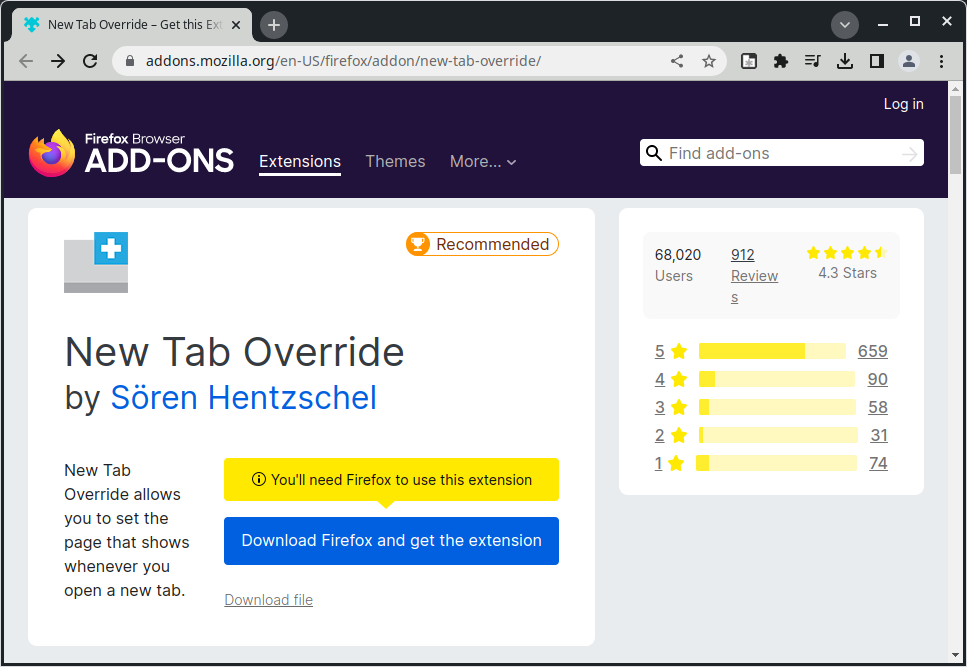 New Tab Override – Get this Ex
addons.mozilla.org/en-US/firefox/addon/new-tab-override/
Log in
Firefox Browser
ADD-ONS
Extensions
Themes
More...
Find add-ons
Recommended
New Tab Override
by Sören Hentzschel
New Tab
Override allows
you to set the
page that shows
whenever you
open a new tab.
You'll need Firefox to use this extension
Download Firefox and get the extension
Download file
68,020
Users
912
Review
s
4.3 Stars
5 659
4 90
3 58
2 31
1 74